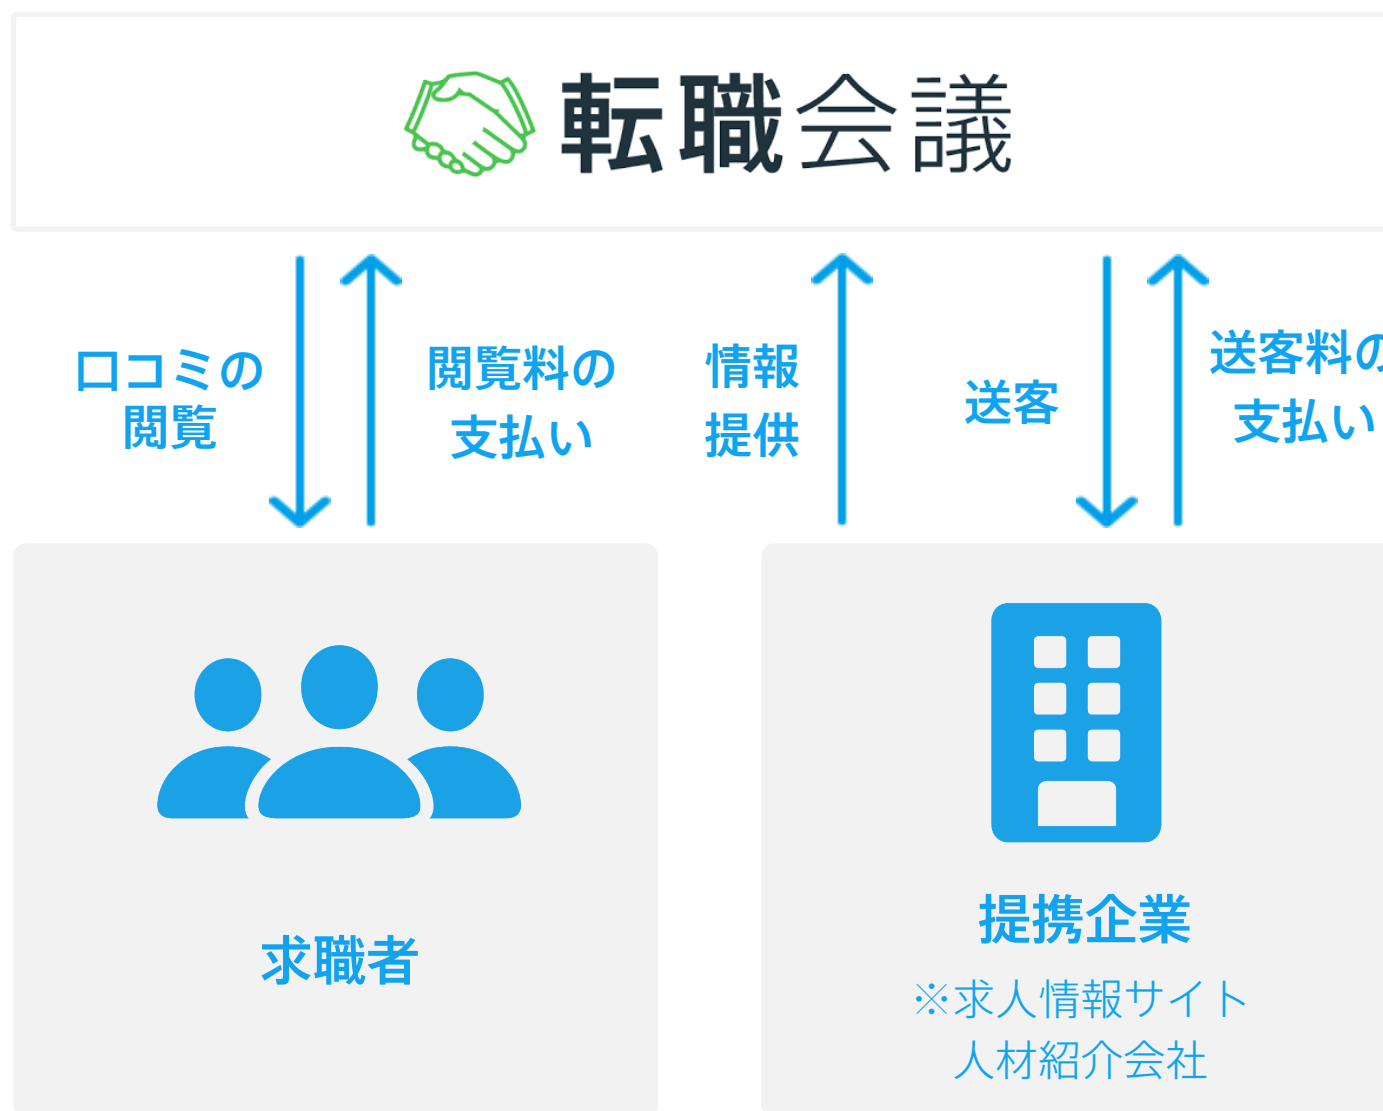 転職会議
口コミの
閲覧
閲覧料の
支払い
情報
提供
送客
送客料の
支払い
求職者
提携企業
※求人情報サイト
人材紹介会社